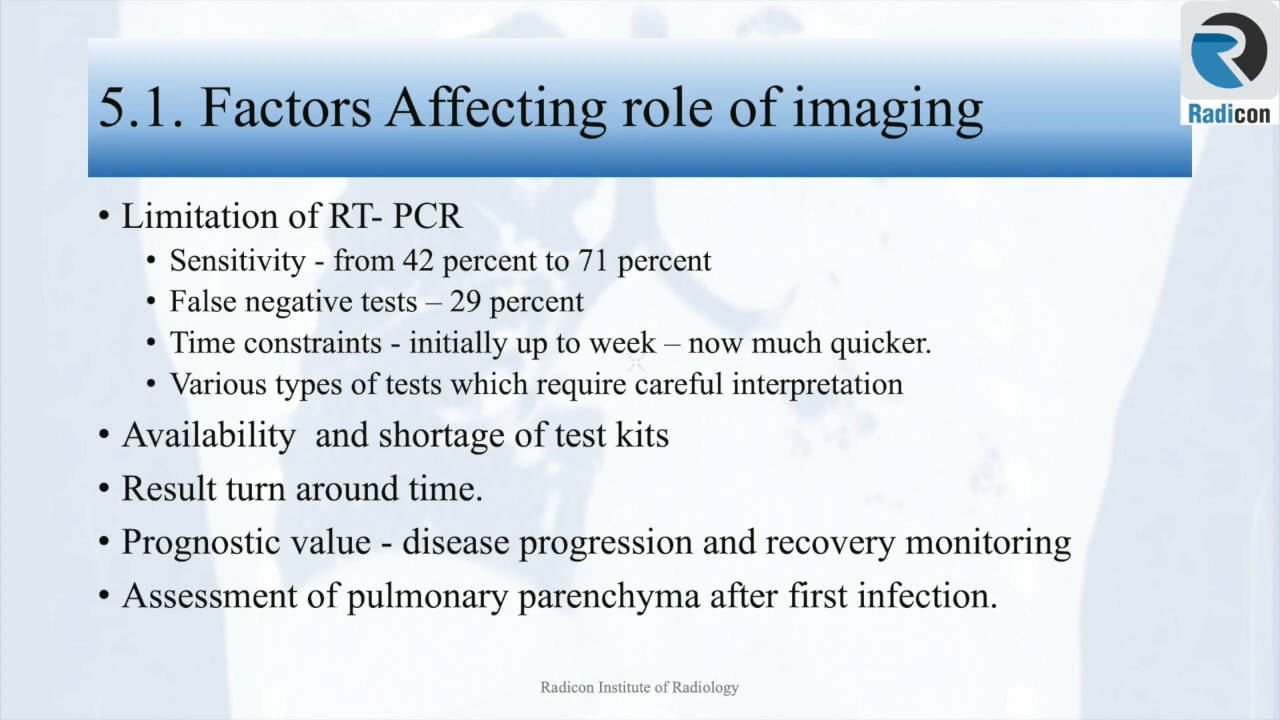 5.1. Factors Affecting role of imaging
Radicon
• Limitation of RT- PCR
• Sensitivity - from 42 percent to 71 percent
• False negative tests – 29 percent
• Time constraints - initially up to week – now much quicker.
• Various types of tests which require careful interpretation
• Availability  and shortage of test kits
• Result turn around time.
• Prognostic value - disease progression and recovery monitoring
• Assessment of pulmonary parenchyma after first infection.
Radicon Institute of Radiology